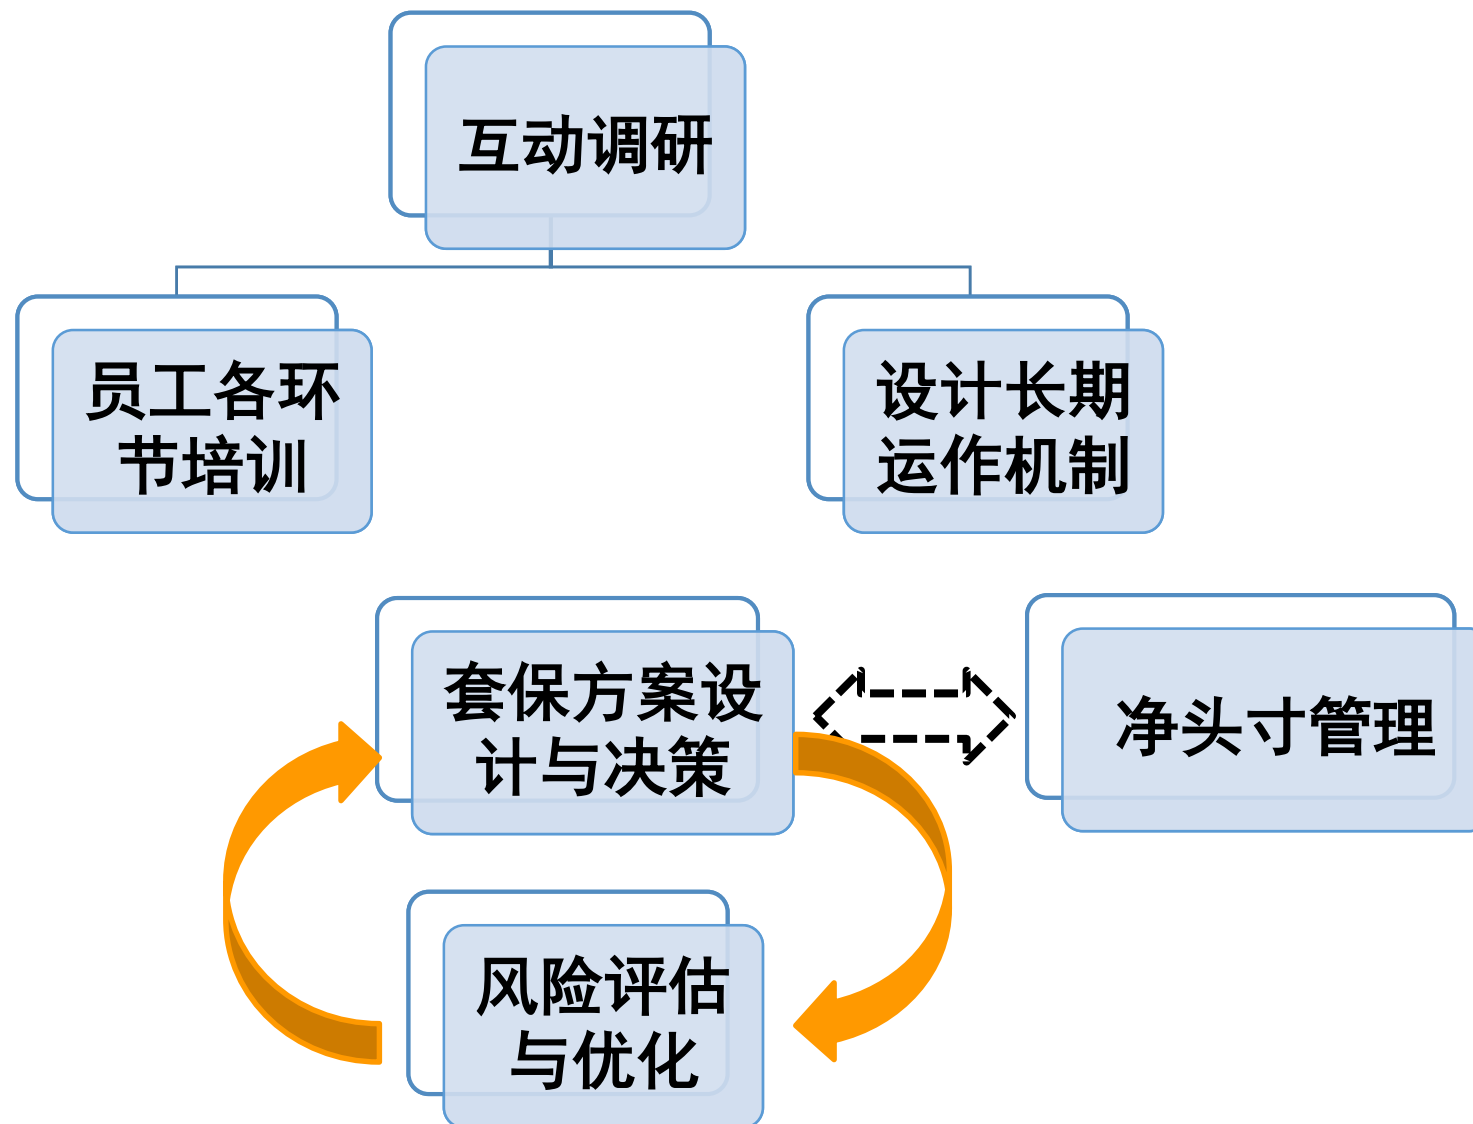 互动调研
员工各环
节培训
设计长期
运作机制
套保方案设
计与决策
净头寸管理
风险评估
与优化